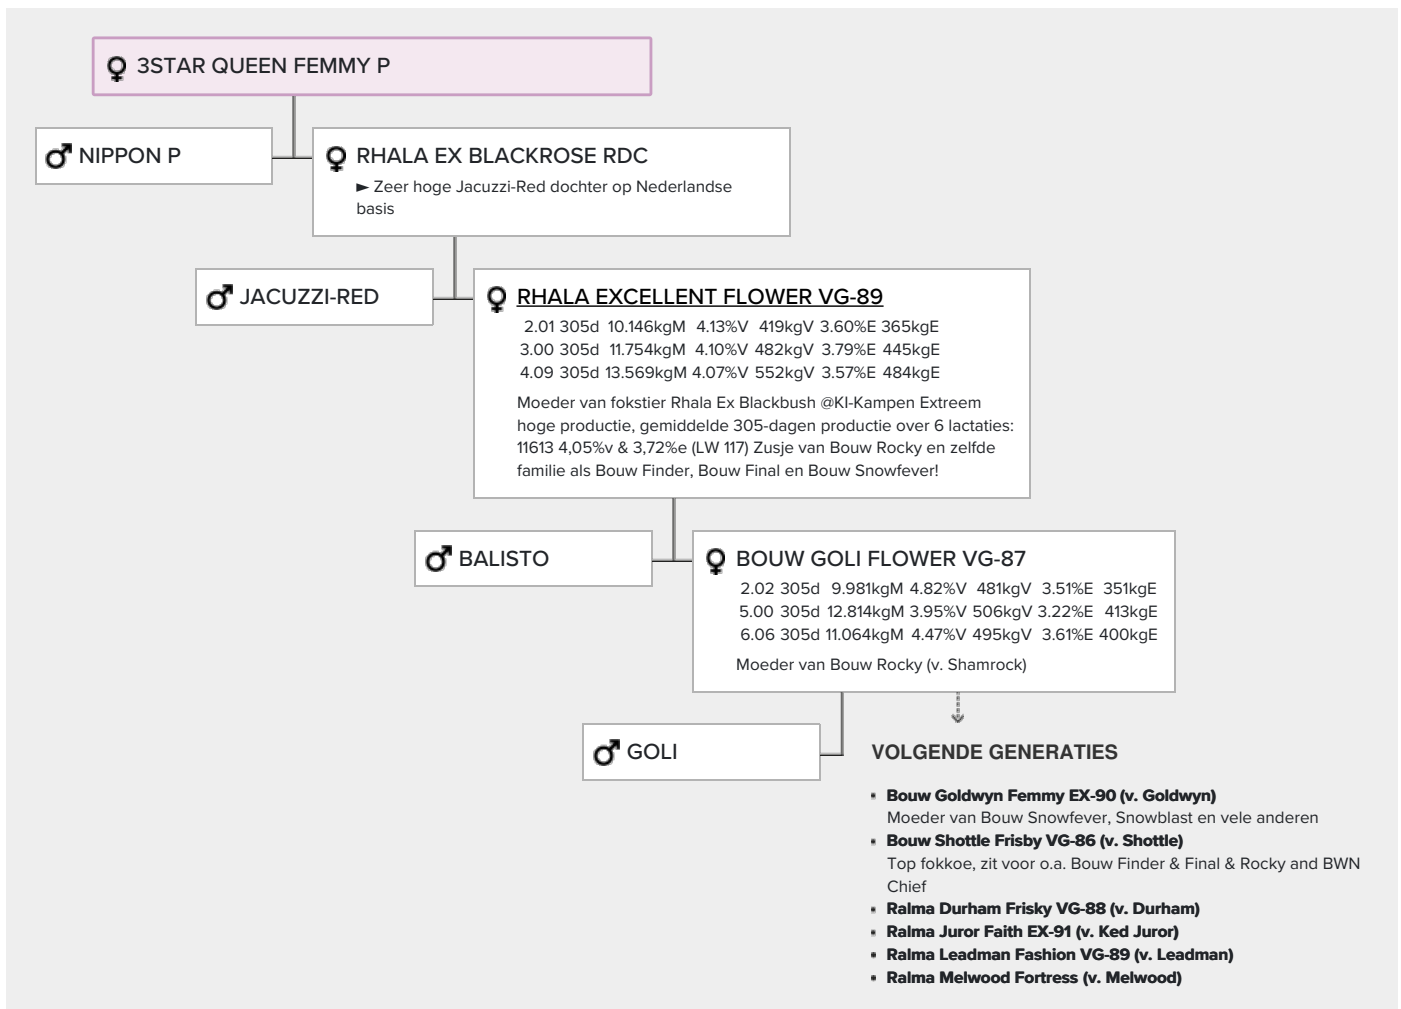 3STAR QUEEN FEMMY P
NIPPON P
RHALA EX BLACKROSE RDC
► Zeer hoge Jacuzzi-Red dochter op Nederlandse
basis
JACUZZI-RED
RHALA EXCELLENT FLOWER VG-89
2.01 305d 10.146kgM 4.13%V 419kgV 3.60%E 365kgE
3.00 305d 11.754kgM 4.10%V 482kgV 3.79%E 445kgE
4.09 305d 13.569kgM 4.07%V 552kgV 3.57%E 484kgE
Moeder van fokstier Rhala Ex Blackbush @KI-Kampen Extreem
hoge productie, gemiddelde 305-dagen productie over 6 lactaties:
11613 4,05%v & 3,72%e (LW 117) Zusje van Bouw Rocky en zelfde
familie als Bouw Finder, Bouw Final en Bouw Snowfever!
BALISTO
BOUW GOLI FLOWER VG-87
2.02 305d 9.981kgM 4.82%V 481kgV 3.51%E 351kgE
5.00 305d 12.814kgM 3.95%V 506kgV 3.22%E 413kgE
6.06 305d 11.064kgM 4.47%V 495kgV 3.61%E 400kgE
Moeder van Bouw Rocky (v. Shamrock)
GOLI
VOLGENDE GENERATIES
▪ Bouw Goldwyn Femmy EX-90 (v. Goldwyn)
Moeder van Bouw Snowfever, Snowblast en vele anderen
▪ Bouw Shottle Frisby VG-86 (v. Shottle)
Top fokkoe, zit voor o.a. Bouw Finder & Final & Rocky and BWN
Chief
▪ Ralma Durham Frisky VG-88 (v. Durham)
▪ Ralma Juror Faith EX-91 (v. Ked Juror)
▪ Ralma Leadman Fashion VG-89 (v. Leadman)
▪ Ralma Melwood Fortress (v. Melwood)